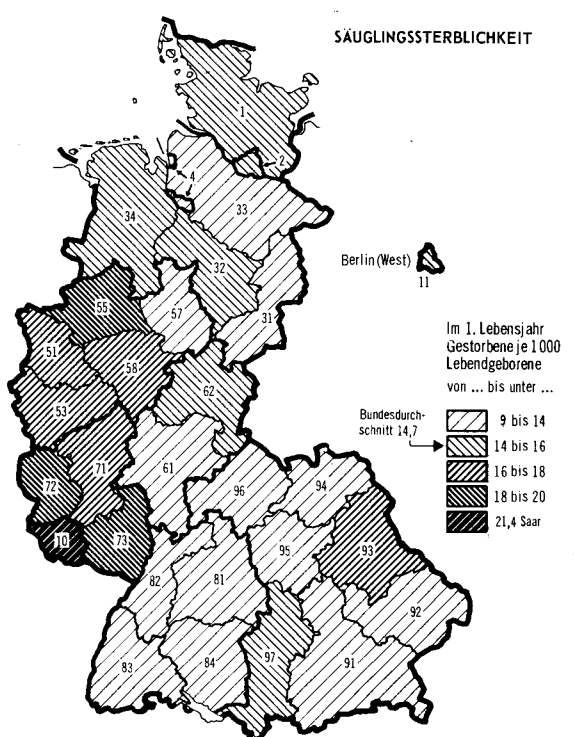 SÄUGLINGSSTERBLICHKEIT
1
2
4
33
34
32
Berlin (West)
11
31
57
55
51
58
53
62
Im 1. Lebensjahr
Gestorbene je 1000
Lebendgeborene
von ... bis unter ...
Bundesdurch-
schnitt 14,7
9 bis 14
14 bis 16
16 bis 18
18 bis 20
21,4 Saar
71
61
72
96
94
10
73
93
95
82
81
92
83
84
97
91